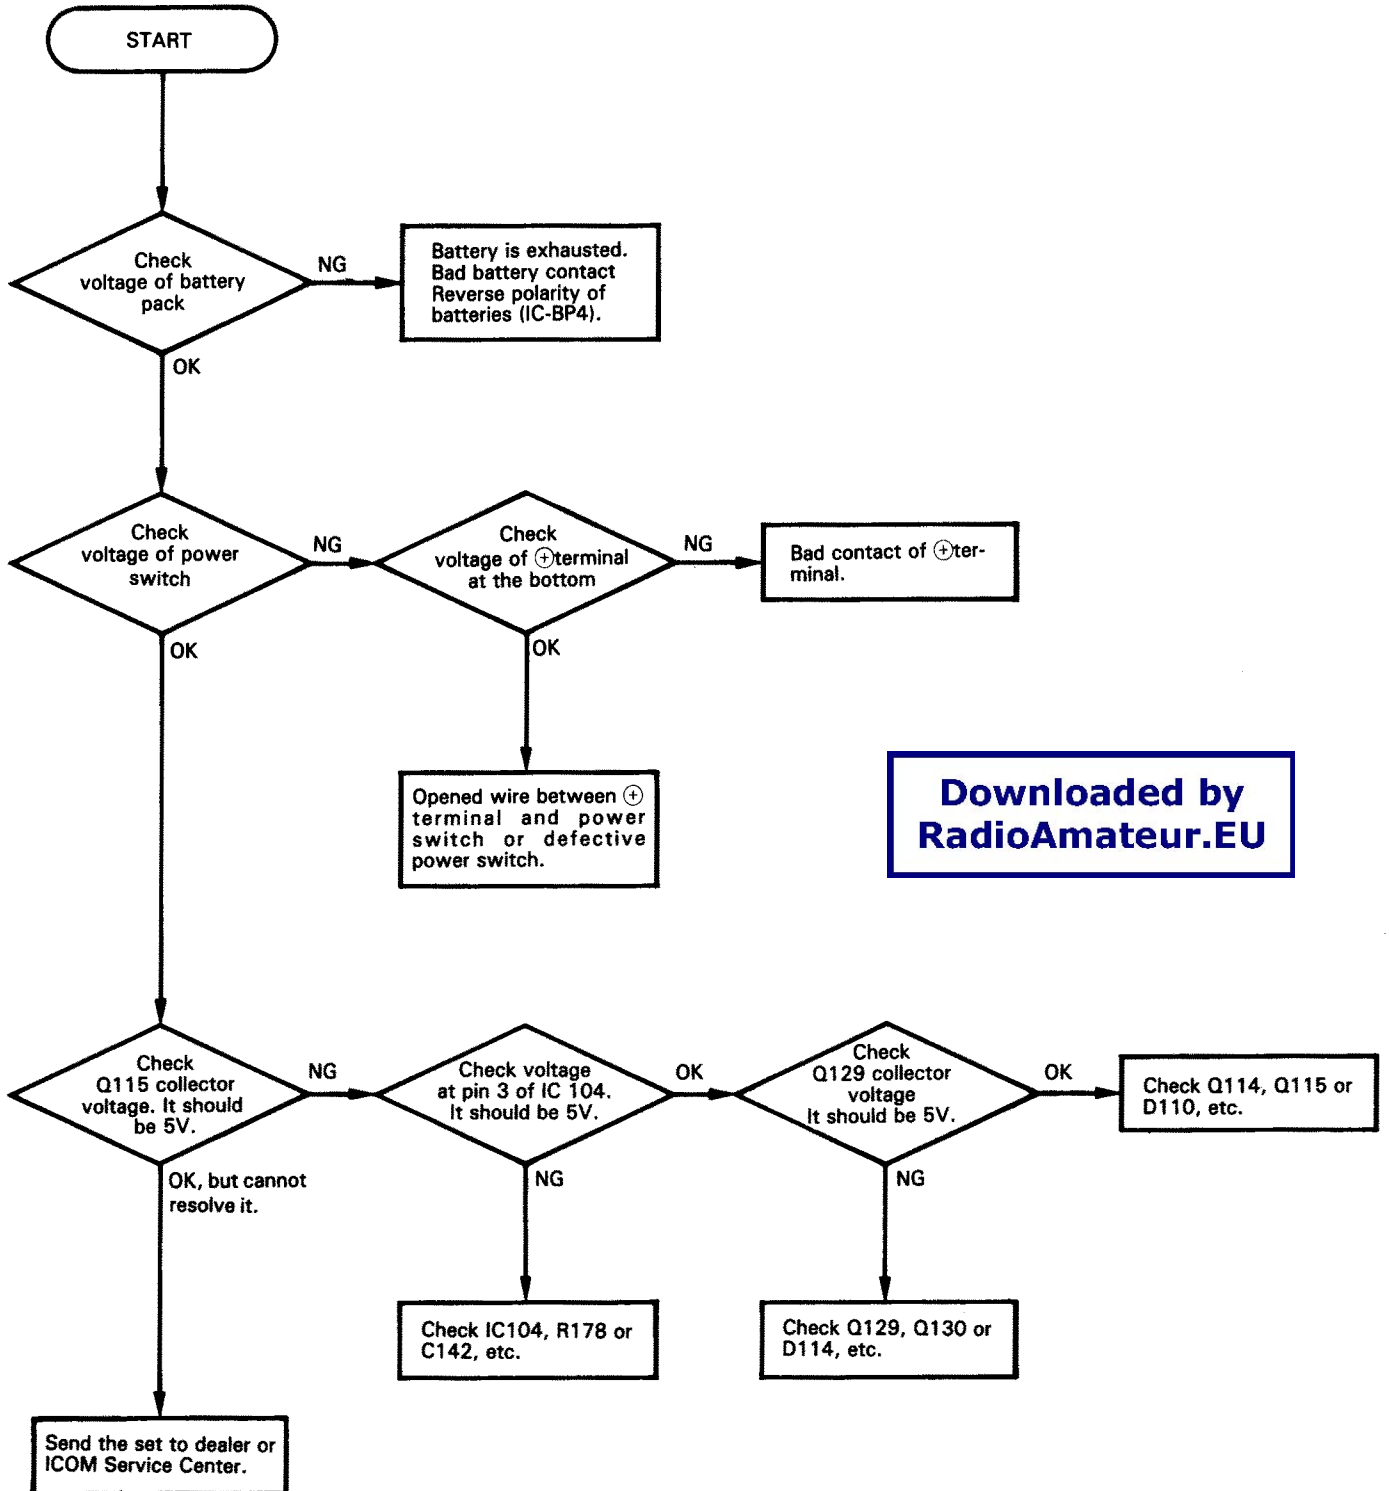 START
Check
voltage of battery
pack
NG
Battery is exhausted.
Bad battery contact
Reverse polarity of
batteries (IC-BP4).
OK
Check
voltage of power
switch
NG
Check
voltage of ⊕terminal
at the bottom
NG
Bad contact of ⊕ter-
minal.
OK
OK
Opened wire between ⊕
terminal and power
switch or defective
power switch.
Downloaded by
RadioAmateur.EU
Check
Q115 collector
voltage. It should
be 5V.
NG
Check voltage
at pin 3 of IC 104.
It should be 5V.
OK
Check
Q129 collector
voltage
It should be 5V.
OK
Check Q114, Q115 or
D110, etc.
OK, but cannot
resolve it.
NG
NG
Check IC104, R178 or
C142, etc.
Check Q129, Q130 or
D114, etc.
Send the set to dealer or
ICOM Service Center.